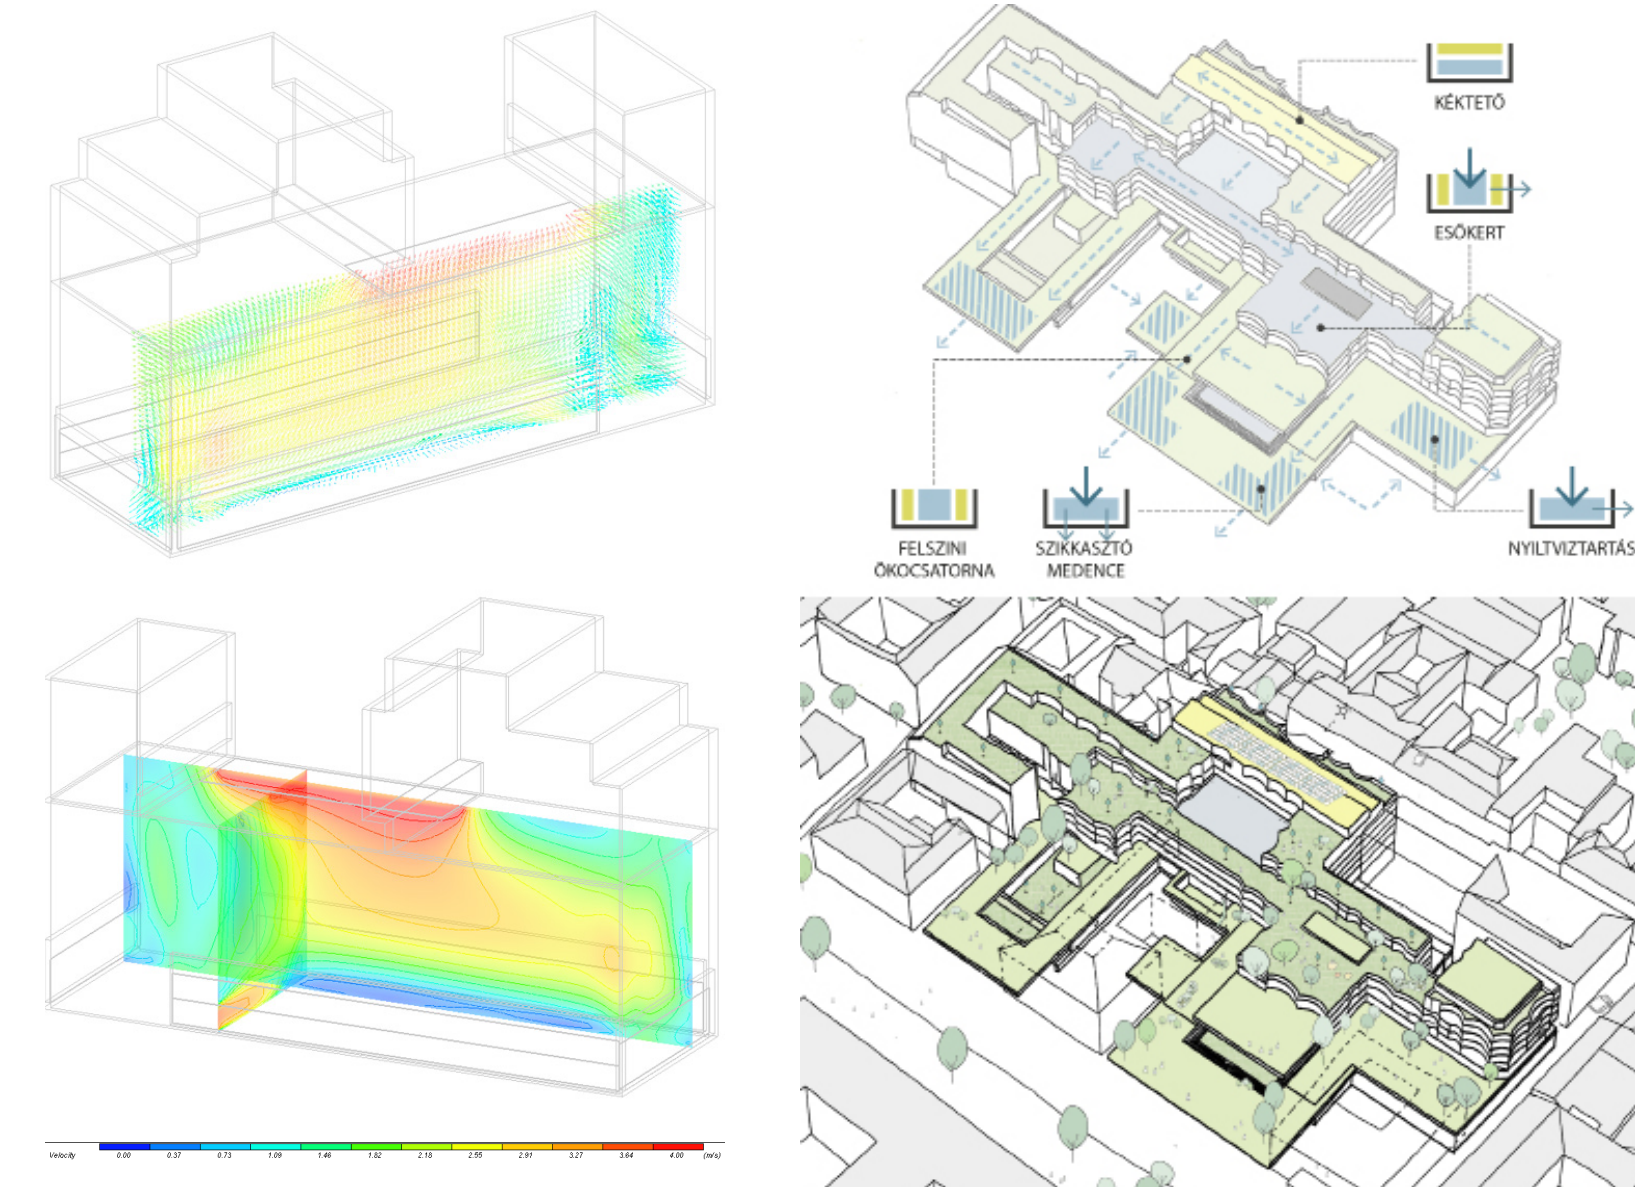 KÉKTETŐ
ESŐKERT
FELSZINI
ÖKOCSATORNA
SZIKKASZTÓ
MEDENCE
NYILTVIZTARTÁS
Velocity 0.00 0.37 0.73 1.09 1.46 1.82 2.18 2.55 2.91 3.27 3.64 4.00 (m/s)